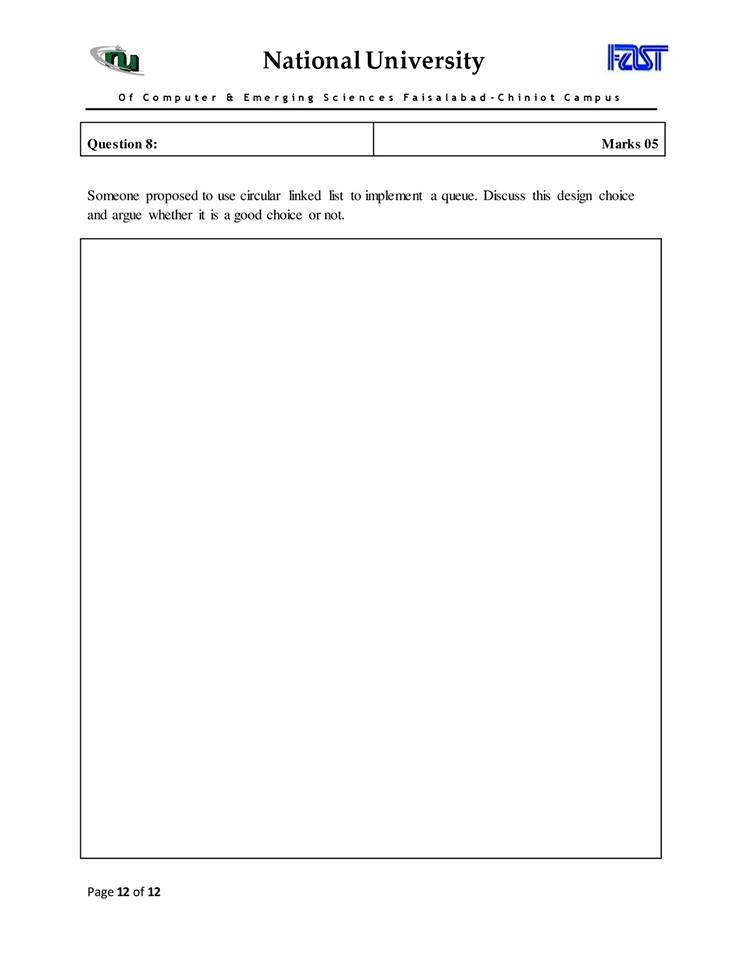 nu
National University
FAST
Of Computer & Emerging Sciences Faisalabad-Chiniot Campus
Question 8:
Marks 05
Someone proposed to use circular linked list to implement a queue. Discuss this design choice
and argue whether it is a good choice or not.
Page 12 of 12